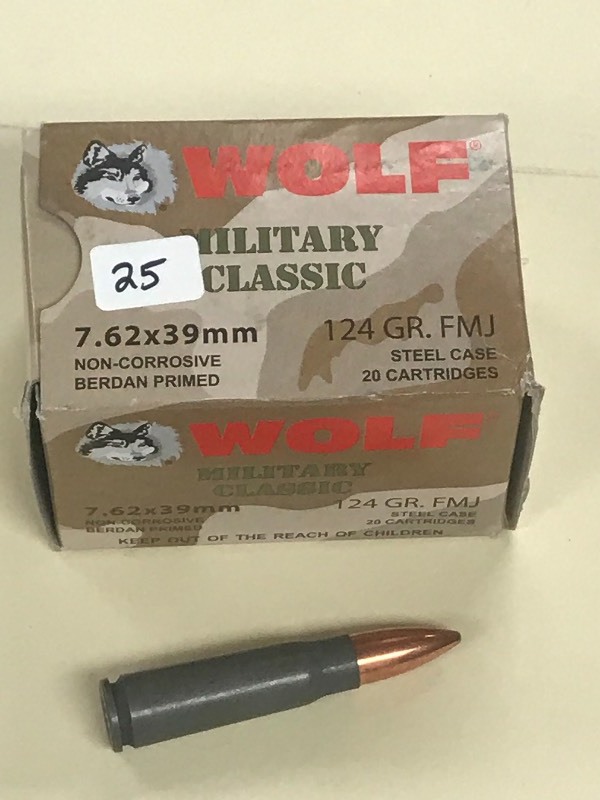 WOLF®
MILITARY
CLASSIC
25
7.62x39mm
124 GR. FMJ
NON-CORROSIVE
BERDAN PRIMED
STEEL CASE
20 CARTRIDGES
WOLF
MILITARY
CLASSIC
7.62x39mm
124 GR. FMJ
NON-CORROSIVE
BERDAN PRIMED
STEEL CASE
20 CARTRIDGES
KEEP OUT OF THE REACH OF CHILDREN